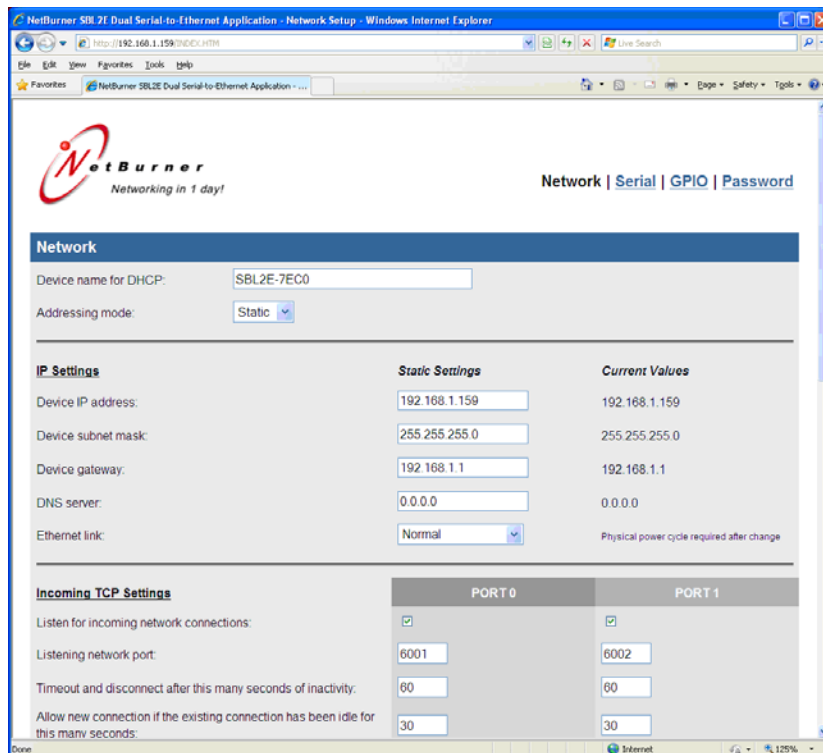 NetBurner SBL2E Dual Serial-to-Ethernet Application - Network Setup - Windows Internet Explorer
http://192.168.1.159/INDEX.HTM
Live Search
File Edit View Favorites Tools Help
Favorites NetBurner SBL2E Dual Serial-to-Ethernet Application - ... Page Safety Tools
NetBurner
Networking in 1 day!
Network | Serial | GPIO | Password
Network
Device name for DHCP: SBL2E-7EC0
Addressing mode: Static
IP Settings Static Settings Current Values
Device IP address: 192.168.1.159 192.168.1.159
Device subnet mask: 255.255.255.0 255.255.255.0
Device gateway: 192.168.1.1 192.168.1.1
DNS server: 0.0.0.0 0.0.0.0
Ethernet link: Normal Physical power cycle required after change
Incoming TCP Settings PORT 0 PORT 1
Listen for incoming network connections:
Listening network port: 6001 6002
Timeout and disconnect after this many seconds of inactivity: 60 60
Allow new connection if the existing connection has been idle for
this many seconds: 30 30
Done Internet 125%